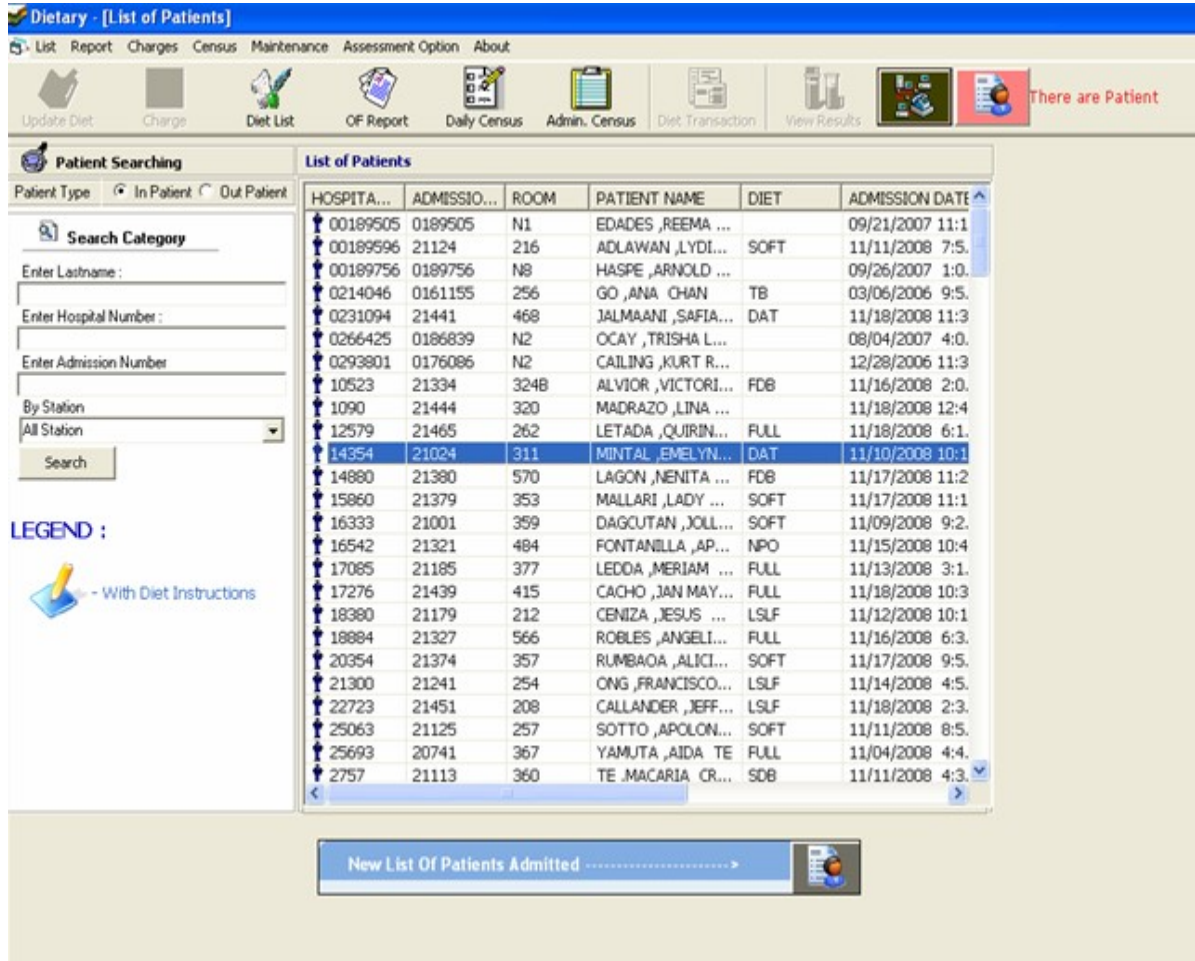 Dietary - [List of Patients]
List Report Charges Census Maintenance Assessment Option About
Update Diet Charge Diet List OF Report Daily Census Admin. Census Diet Transaction View Results There are Patient
Patient Searching
Patient Type In Patient Out Patient
Search Category
Enter Lastname :
Enter Hospital Number :
Enter Admission Number
By Station
All Station
Search
LEGEND :
- With Diet Instructions
List of Patients
HOSPITA... ADMISSIO... ROOM PATIENT NAME DIET ADMISSION DATE
00189505 0189505 N1 EDADES ,REEMA ... 09/21/2007 11:1
00189596 21124 216 ADLAWAN ,LYDI... SOFT 11/11/2008 7:5.
00189756 0189756 N8 HASPE ,ARNOLD ... 09/26/2007 1:0.
0214046 0161155 256 GO ,ANA CHAN TB 03/06/2006 9:5.
0231094 21441 468 JALMAANI ,SAFIA... DAT 11/18/2008 11:3
0266425 0186839 N2 OCAY ,TRISHA L... 08/04/2007 4:0.
0293801 0176086 N2 CAILING ,KURT R... 12/28/2006 11:3
10523 21334 324B ALVIOR ,VICTORI... FDB 11/16/2008 2:0.
1090 21444 320 MADRAZO ,LINA ... 11/18/2008 12:4
12579 21465 262 LETADA ,QUIRIN... FULL 11/18/2008 6:1.
14354 21024 311 MINTAL ,EMELYN... DAT 11/10/2008 10:1
14880 21380 570 LAGON ,NENITA ... FDB 11/17/2008 11:2
15860 21379 353 MALLARI ,LADY ... SOFT 11/17/2008 11:1
16333 21001 359 DAGCUTAN ,JOLL... SOFT 11/09/2008 9:2.
16542 21321 484 FONTANILLA ,AP... NPO 11/15/2008 10:4
17085 21185 377 LEDDA ,MERIAM ... FULL 11/13/2008 3:1.
17276 21439 415 CACHO ,JAN MAY... FULL 11/18/2008 10:3
18380 21179 212 CENIZA ,JESUS ... LSLF 11/12/2008 10:1
18884 21327 566 ROBLES ,ANGELI... FULL 11/16/2008 6:3.
20354 21374 357 RUMBAOA ,ALICI... SOFT 11/17/2008 9:5.
21300 21241 254 ONG ,FRANCISCO... LSLF 11/14/2008 4:5.
22723 21451 208 CALLANDER ,JEFF... LSLF 11/18/2008 2:3.
25063 21125 257 SOTTO ,APOLON... SOFT 11/11/2008 8:5.
25693 20741 367 YAMUTA ,AIDA TE FULL 11/04/2008 4:4.
2757 21113 360 TE ,MACARIA CR... SDB 11/11/2008 4:3.
New List Of Patients Admitted ----------------------->